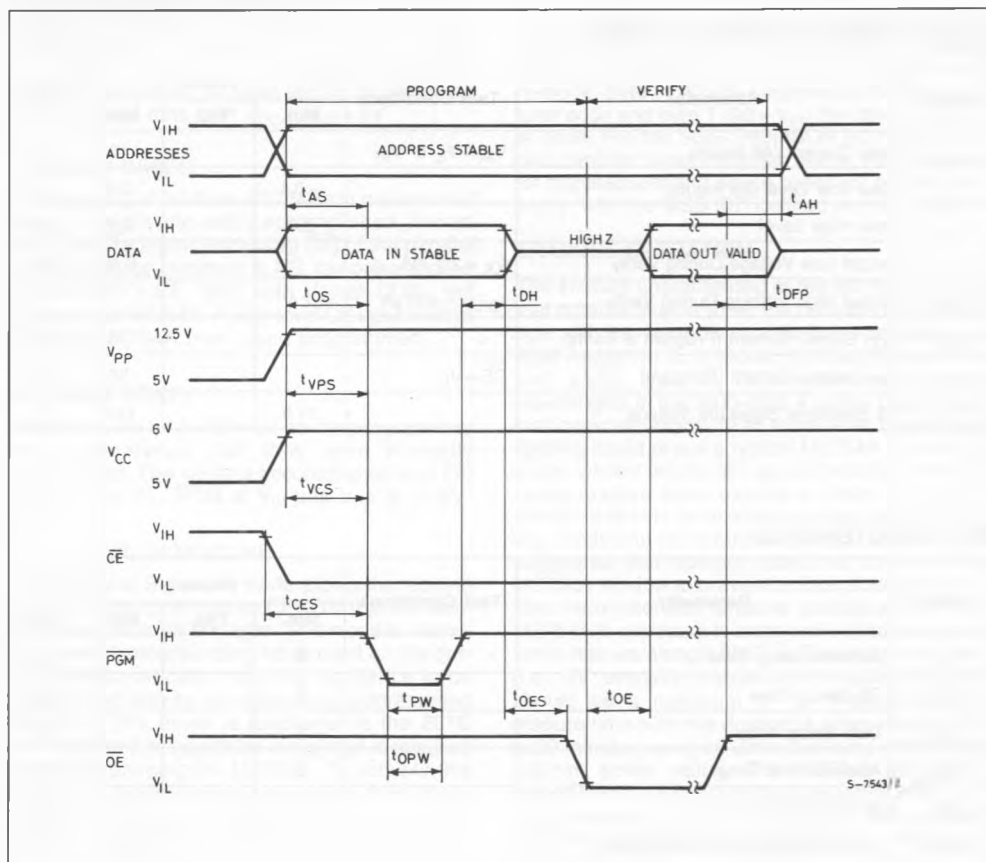 PROGRAM VERIFY
VIH
ADDRESSES ADDRESS STABLE
VIL
tAS tAH
VIH
DATA DATA IN STABLE HIGH Z DATA OUT VALID
VIL
tOS tDH tDFP
12.5 V
VPP
5V
tVPS
6 V
VCC
5V
tVCS
VIH
CE
VIL
tCES
VIH
PGM
VIL
tPW tOES tOE
VIH
OE tOPW
VIL
S-7543/2